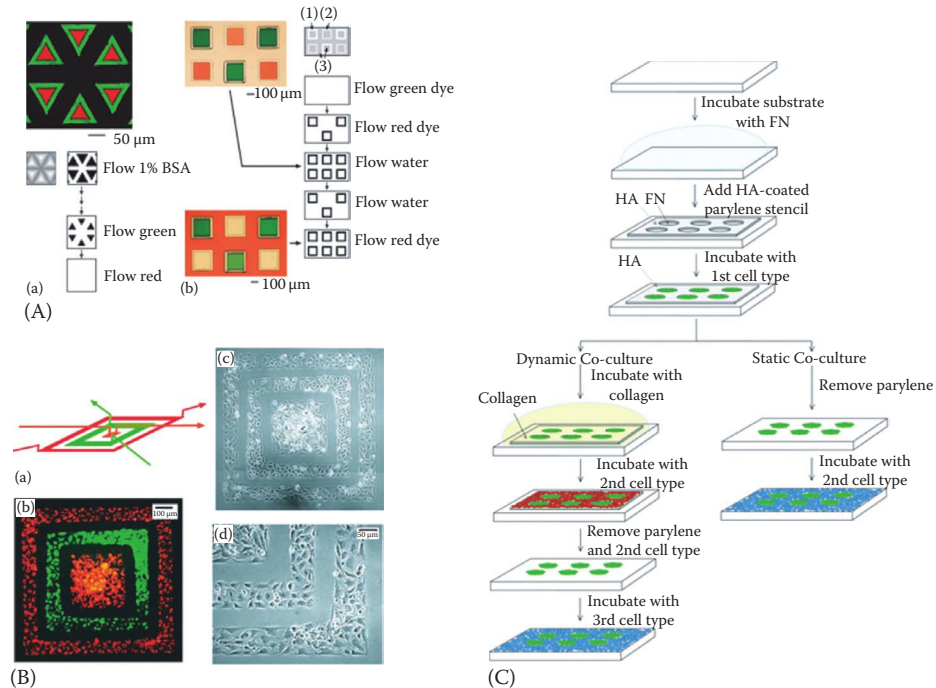 (1) (2)
(3)
100 µm
50 µm
Flow green dye
Flow red dye
Flow 1% BSA
Flow water
Flow water
Flow green
Flow red dye
Flow red
100 µm
(a)
(b)
(A)
(a)
(b)
100 µm
(c)
(d)
50 µm
(B)
Incubate substrate
with FN
Add HA-coated
parylene stencil
HA FN
Incubate with
1st cell type
HA
Dynamic Co-culture
Static Co-culture
Incubate with
collagen
Collagen
Remove parylene
Incubate with
2nd cell type
Incubate with
2nd cell type
Remove parylene
and 2nd cell type
Incubate with
3rd cell type
(C)